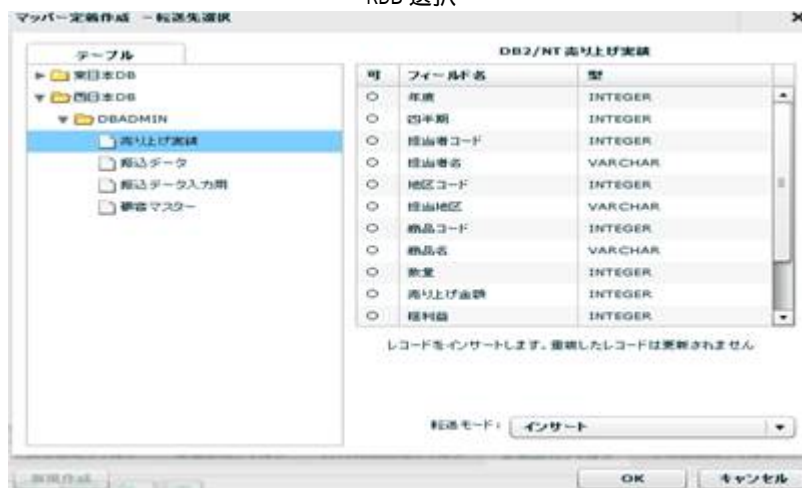 RDB 選択
マッパー定義作成 －転送先選択
テーブル
東日本DB
西日本DB
DBADMIN
売り上げ実績
振込データ
振込データ入力用
顧客マスター
DB2/NT 売り上げ実績
可 フィールド名 型
○ 年度 INTEGER
○ 四半期 INTEGER
○ 担当者コード INTEGER
○ 担当者名 VARCHAR
○ 地区コード INTEGER
○ 担当地区 VARCHAR
○ 商品コード INTEGER
○ 商品名 VARCHAR
○ 数量 INTEGER
○ 売り上げ金額 INTEGER
○ 粗利益 INTEGER
レコードをインサートします。重複したレコードは更新されません
転送モード： インサート
新規作成
OK キャンセル